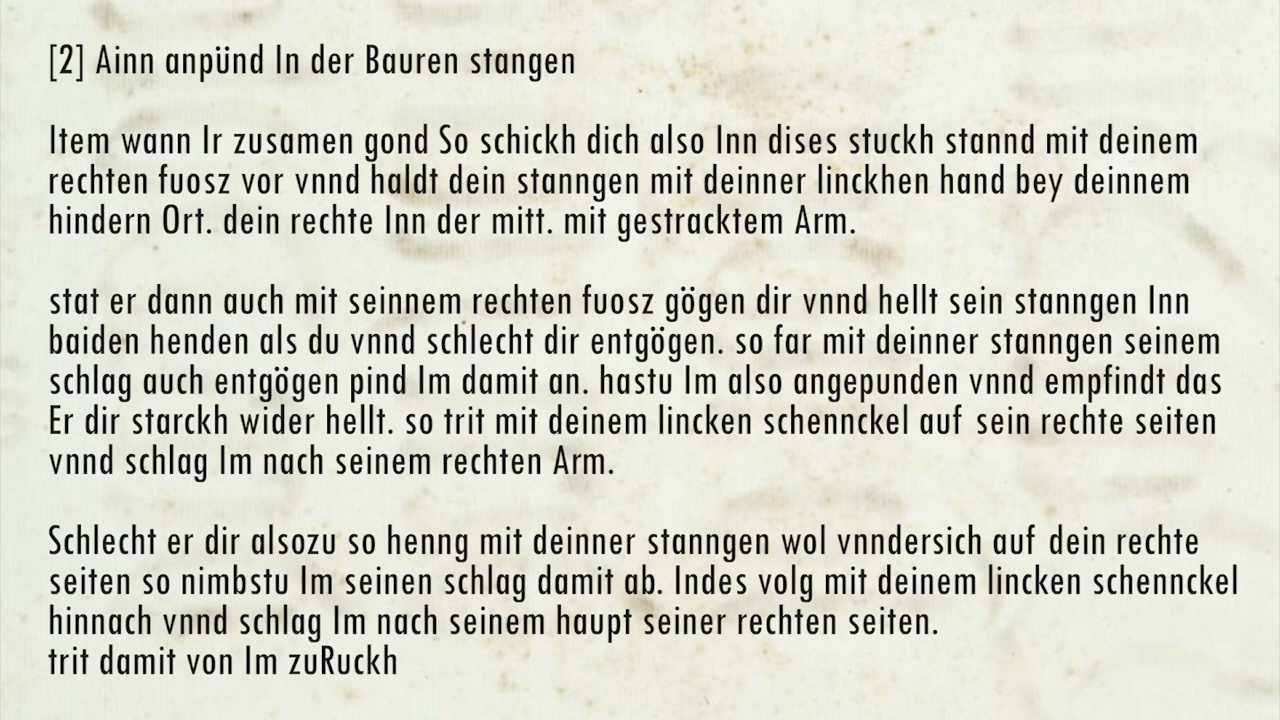 [2] Ainn anpünd In der Bauren stangen
Item wann Ir zusamen gond So schickh dich also Inn dises stuckh stannd mit deinem
rechten fuosz vor vnnd haldt dein stanngen mit deinner linckhen hand bey deinnem
hindern Ort. dein rechte Inn der mitt. mit gestracktem Arm.
stat er dann auch mit seinnem rechten fuosz gögen dir vnnd hellt sein stanngen Inn
baiden henden als du vnnd schlecht dir entgögen. so far mit deinner stanngen seinem
schlag auch entgögen pind Im damit an. hastu Im also angepunden vnnd empfindt das
Er dir starckh wider hellt. so trit mit deinem lincken schennckel auf sein rechte seiten
vnnd schlag Im nach seinem rechten Arm.
Schlecht er dir alsozu so henng mit deinner stanngen wol vnndersich auf dein rechte
seiten so nimbstu Im seinen schlag damit ab. Indes volg mit deinem lincken schennckel
hinnach vnnd schlag Im nach seinem haupt seiner rechten seiten.
trit damit von Im zuRuckh